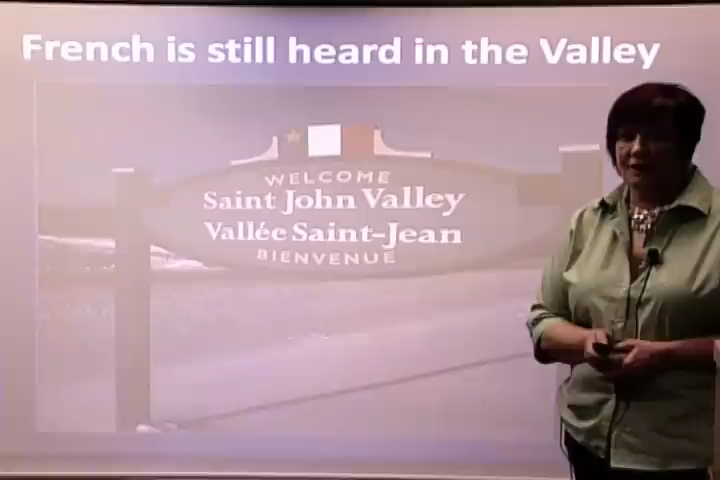 French is still heard in the Valley
WELCOME
Saint John Valley
Vallée Saint-Jean
BIENVENUE